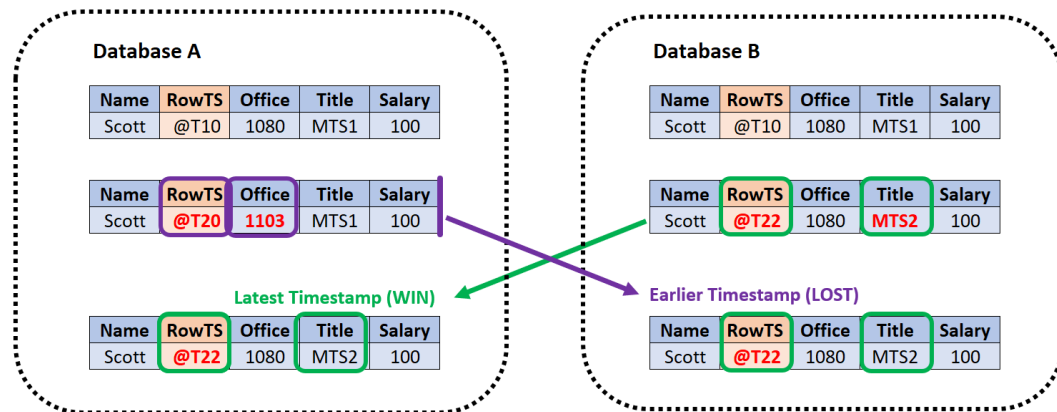 Database A
Name RowTS Office Title Salary
Scott @T10 1080 MTS1 100
Name RowTS Office Title Salary
Scott @T20 1103 MTS1 100
Latest Timestamp (WIN)
Name RowTS Office Title Salary
Scott @T22 1080 MTS2 100
Database B
Name RowTS Office Title Salary
Scott @T10 1080 MTS1 100
Name RowTS Office Title Salary
Scott @T22 1080 MTS2 100
Earlier Timestamp (LOST)
Name RowTS Office Title Salary
Scott @T22 1080 MTS2 100